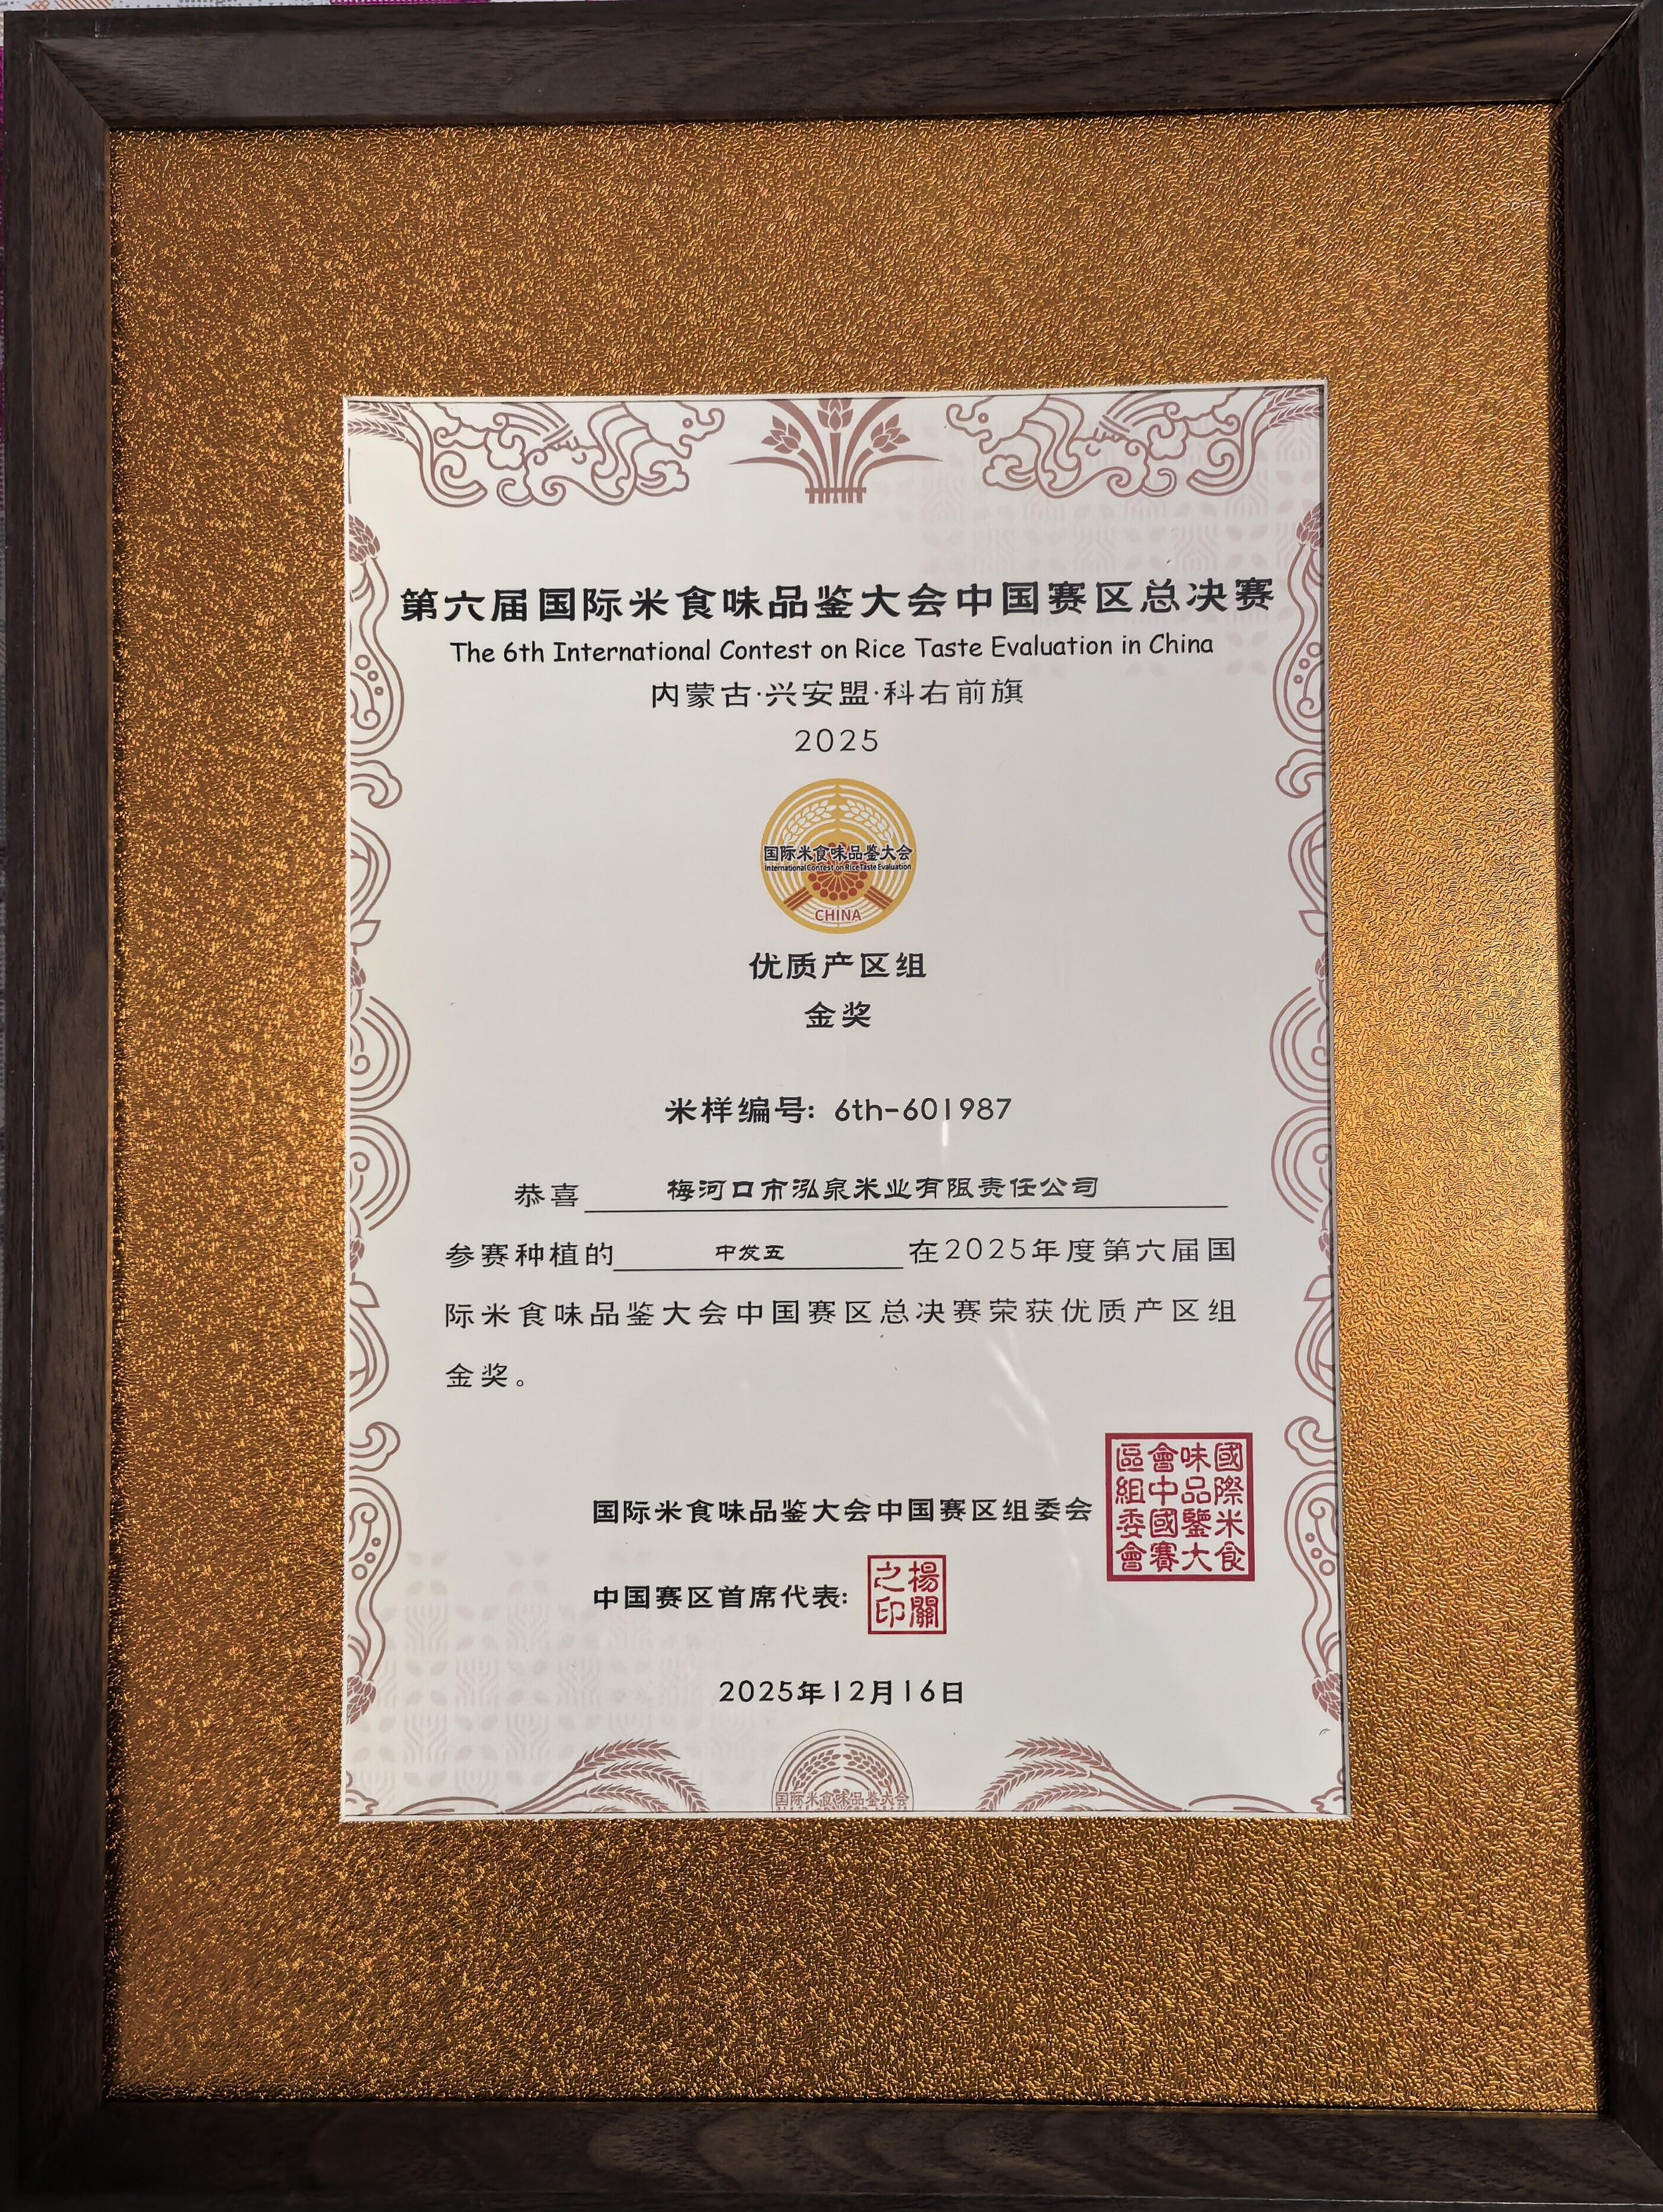 第六届国际米食味品鉴大会中国赛区总决赛
The 6th International Contest on Rice Taste Evaluation in China
内蒙古·兴安盟·科右前旗
2025
国际米食味品鉴大会
International Contest on Rice Taste Evaluation
CHINA
优质产区组
金奖
米样编号: 6th-601987
恭喜 梅河口市泓泉米业有限责任公司
参赛种植的 中发五 在2025年度第六届国
际米食味品鉴大会中国赛区总决赛荣获优质产区组
金奖。
國際米食味品鑒大會中國賽區組委會
国际米食味品鉴大会中国赛区组委会
中国赛区首席代表:
楊關之印
2025年12月16日
国际米食味品鉴大会